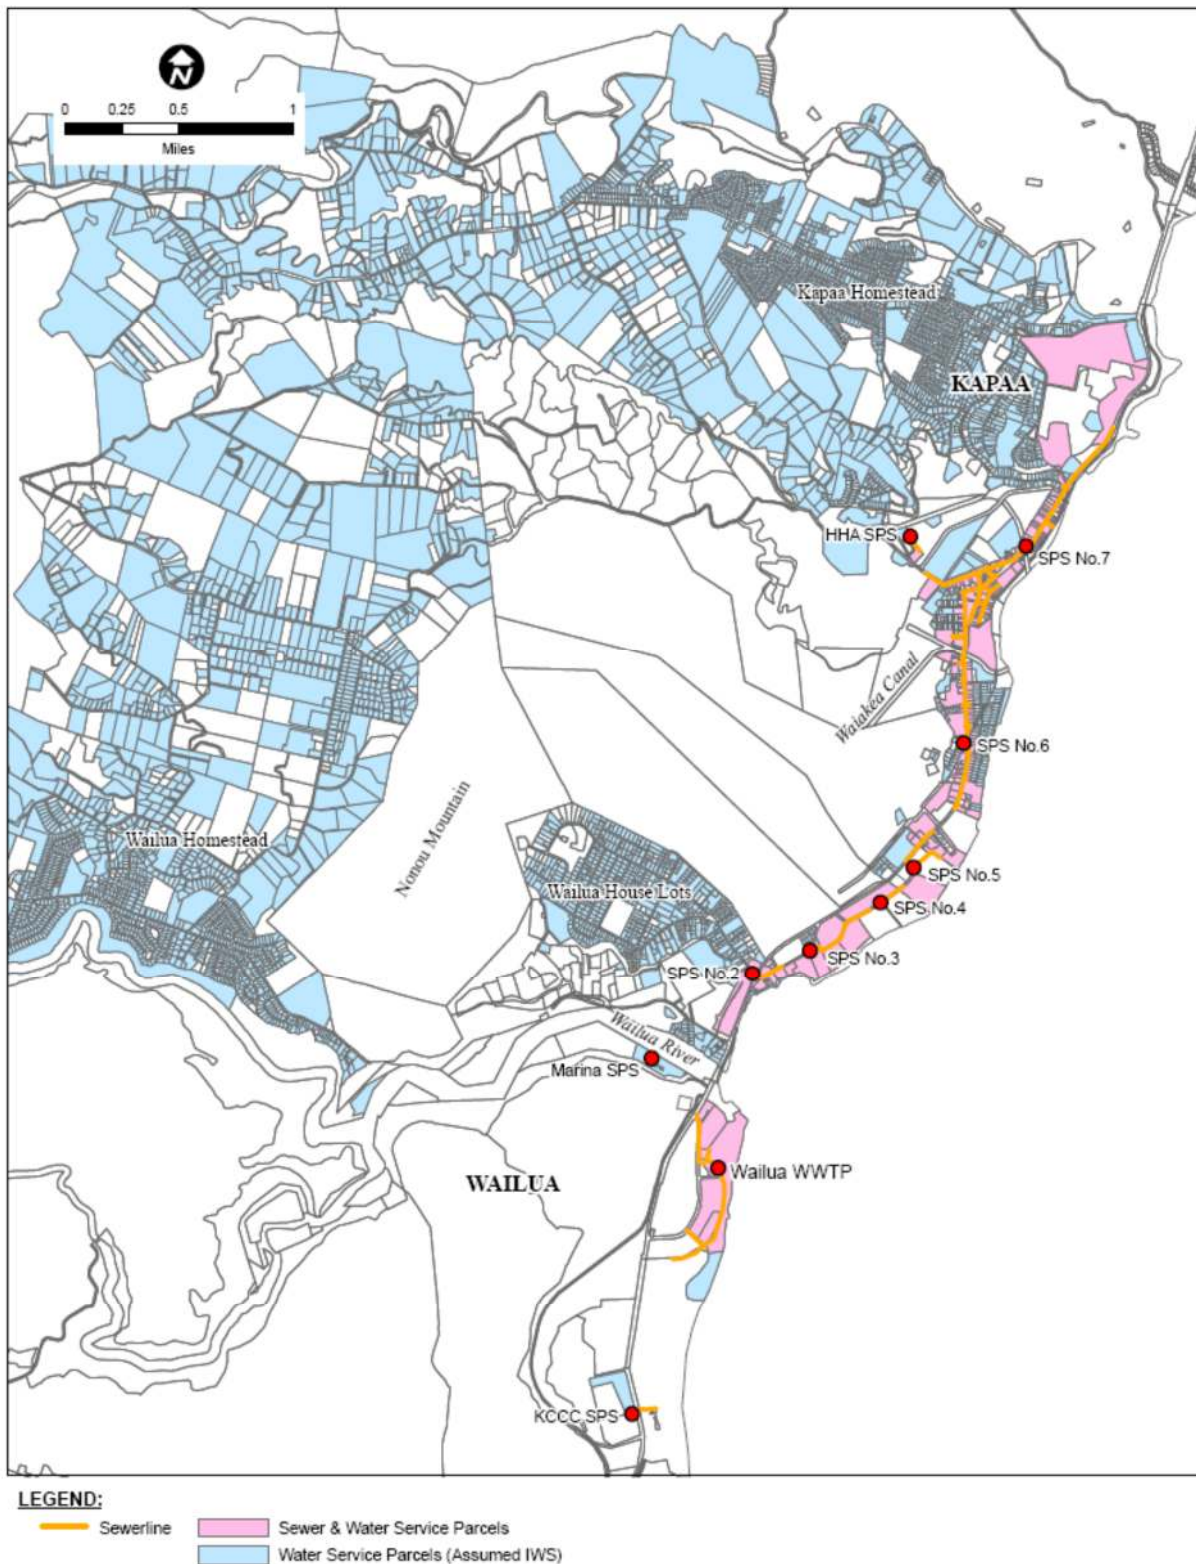 N
0 0.25 0.5 1
Miles
Kapaa Homestead
KAPAA
HHA SPS
SPS No.7
Waiakea Canal
SPS No.6
Nonou Mountain
Wailua Homestead
Wailua House Lots
SPS No.5
SPS No.4
SPS No.3
SPS No.2
Wailua River
Marina SPS
WAILUA
Wailua WWTP
KCCC SPS
LEGEND:
Sewerline
Sewer & Water Service Parcels
Water Service Parcels (Assumed IWS)